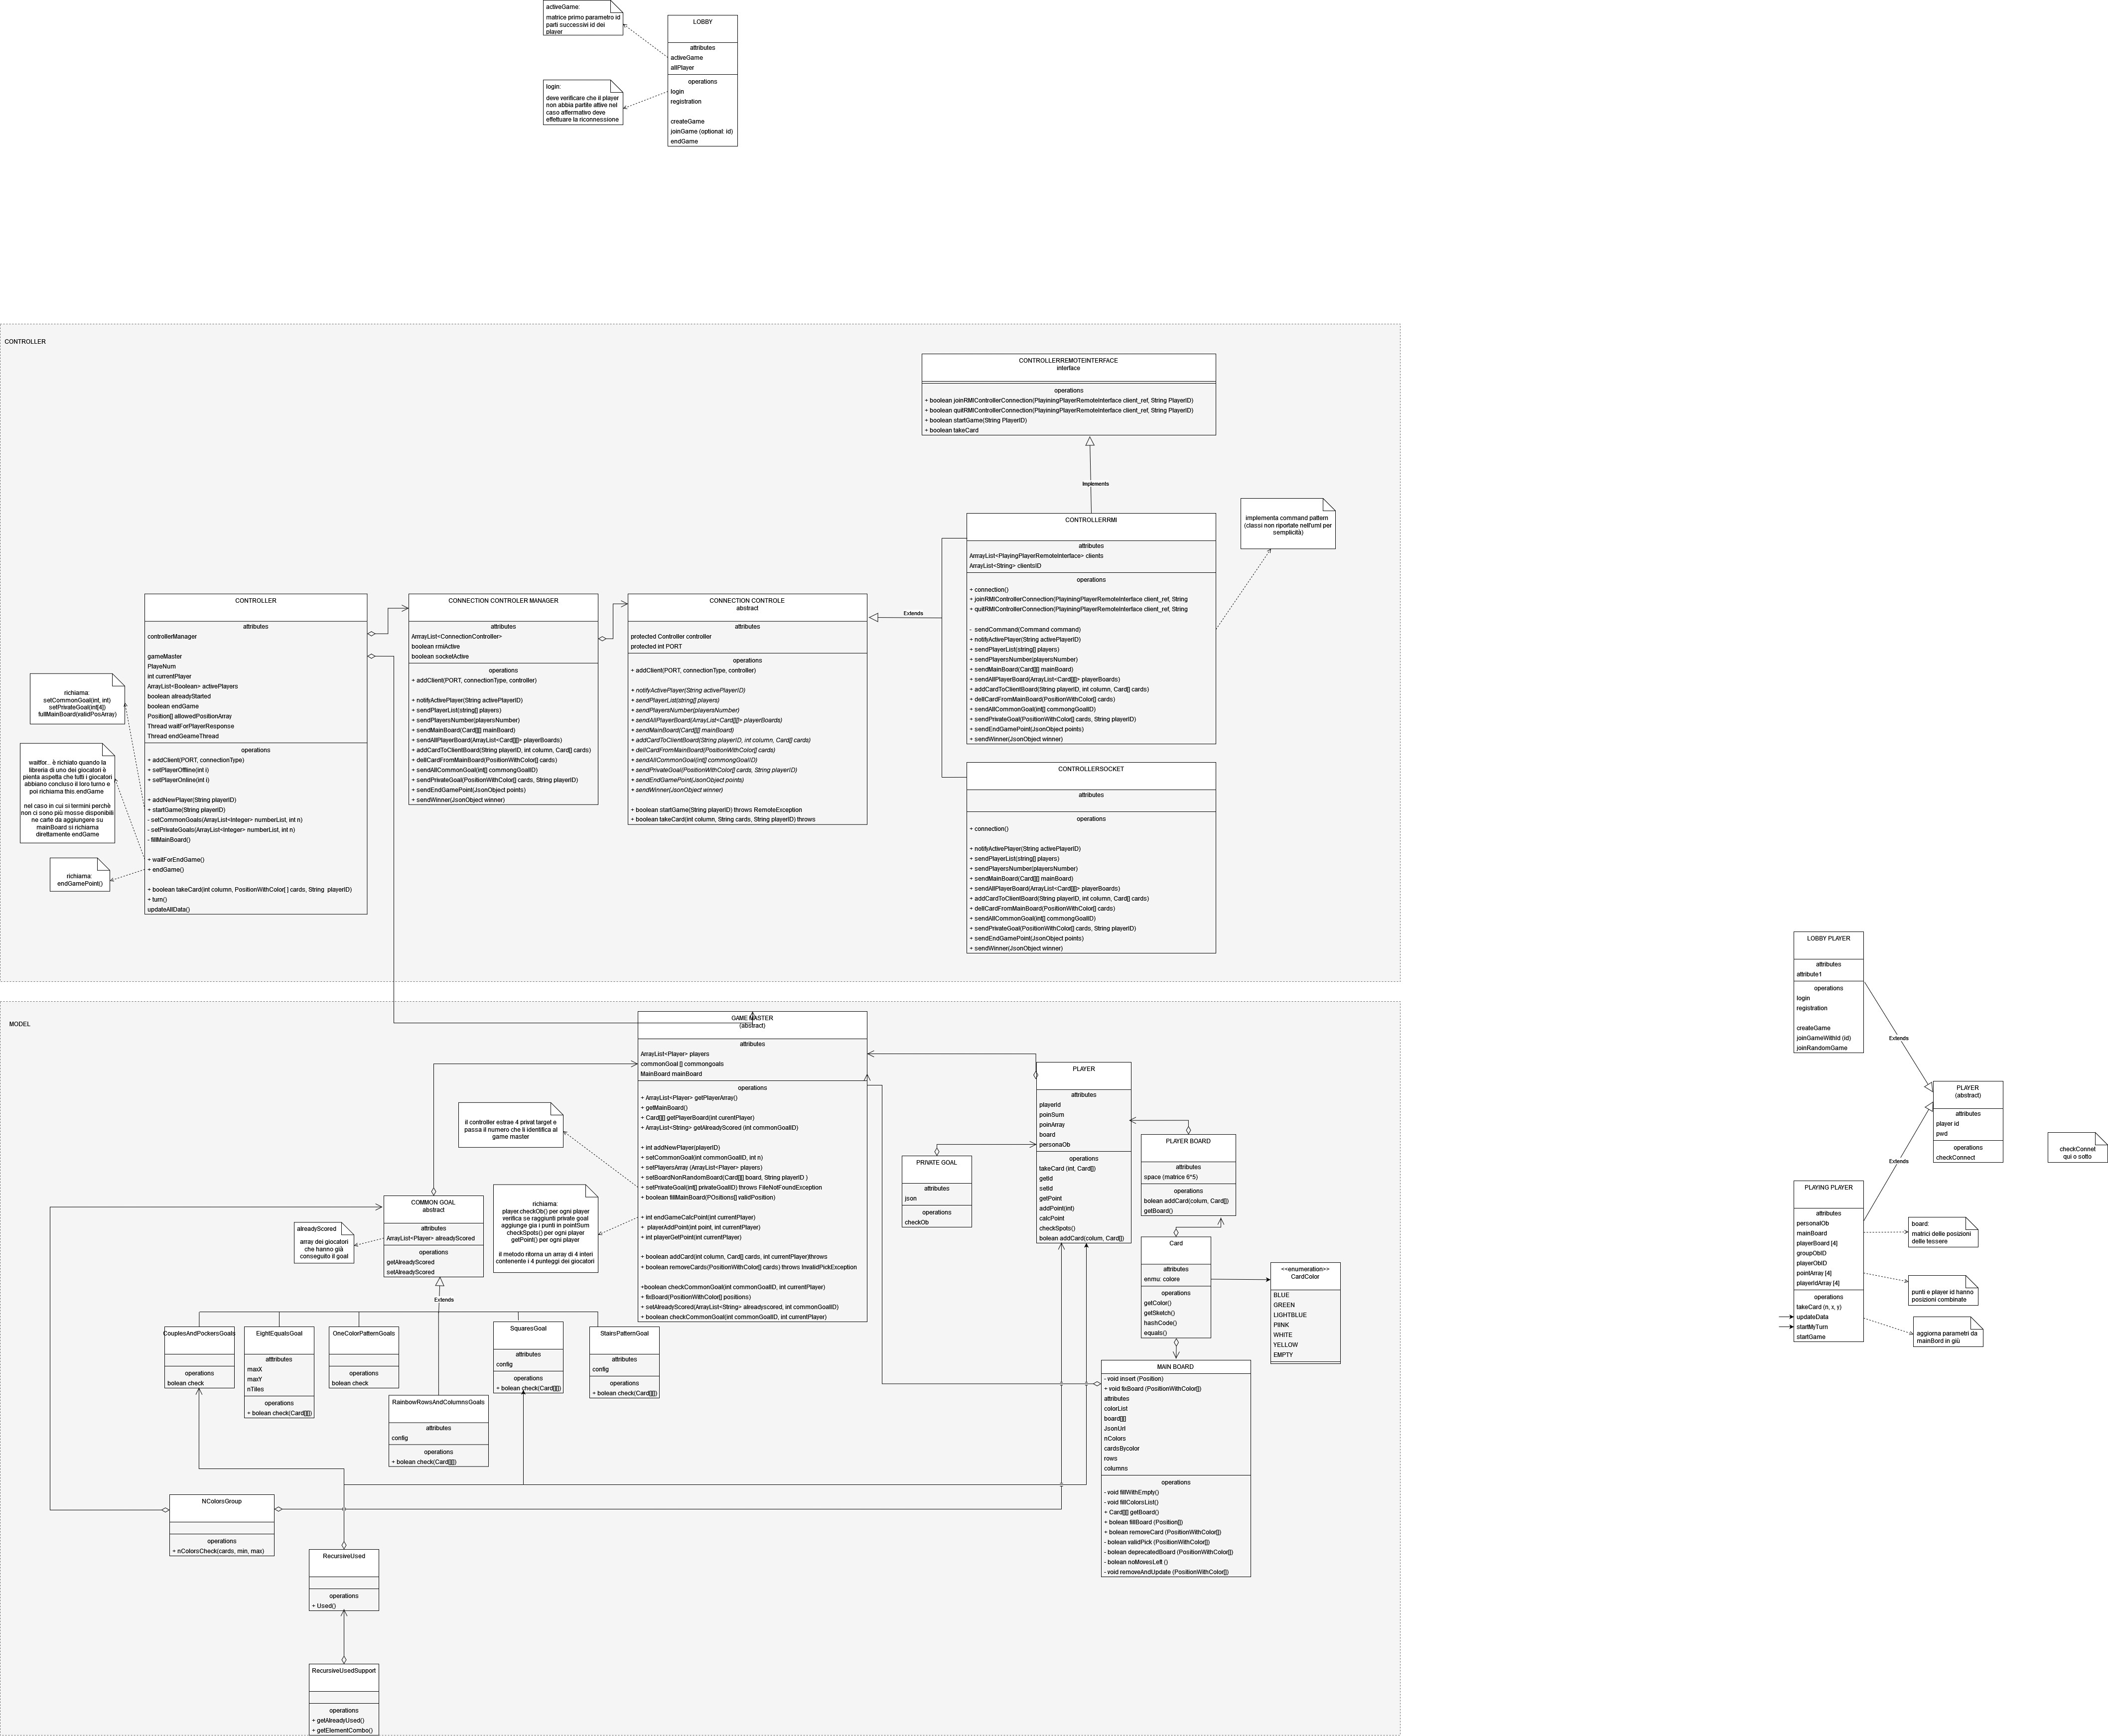 activeGame:
matrice primo parametro id
parti successivi id dei
player
LOBBY
attributes
activeGame
allPlayer
operations
login
registration
createGame
joinGame (optional: id)
endGame
login:
deve verificare che il player
non abbia partite attive nel
caso affermativo deve
effettuare la riconnessione
CONTROLLER
CONTROLLERREMOTEINTERFACE
interface
operations
+ boolean joinRMIControllerConnection(PlayiningPlayerRemoteInterface client_ref, String PlayerID)
+ boolean quitRMIControllerConnection(PlayiningPlayerRemoteInterface client_ref, String PlayerID)
+ boolean startGame(String PlayerID)
+ boolean takeCard
Implements
CONTROLLERRMI
attributes
ArrayList<PlayingPlayerRemoteInterface> clients
ArrayList<String> clientsID
operations
+ connection()
+ joinRMIControllerConnection(PlayiningPlayerRemoteInterface client_ref, String
+ quitRMIControllerConnection(PlayiningPlayerRemoteInterface client_ref, String
- sendCommand(Command command)
+ notifyActivePlayer(String activePlayerID)
+ sendPlayerList(string[] players)
+ sendPlayersNumber(playersNumber)
+ sendMainBoard(Card[][] mainBoard)
+ sendAllPlayerBoard(ArrayList<Card[][]> playerBoards)
+ addCardToClientBoard(String playerID, int column, Card[] cards)
+ dellCardFromMainBoard(PositionWithColor[] cards)
+ sendAllCommonGoal(int[] commongGoalID)
+ sendPrivateGoal(PositionWithColor[] cards, String playerID)
+ sendEndGamePoint(JsonObject points)
+ sendWinner(JsonObject winner)
implementa command pattern
(classi non riportate nell'uml per
semplicità)
Extends
CONTROLLERSOCKET
attributes
operations
+ connection()
+ notifyActivePlayer(String activePlayerID)
+ sendPlayerList(string[] players)
+ sendPlayersNumber(playersNumber)
+ sendMainBoard(Card[][] mainBoard)
+ sendAllPlayerBoard(ArrayList<Card[][]> playerBoards)
+ addCardToClientBoard(String playerID, int column, Card[] cards)
+ dellCardFromMainBoard(PositionWithColor[] cards)
+ sendAllCommonGoal(int[] commongGoalID)
+ sendPrivateGoal(PositionWithColor[] cards, String playerID)
+ sendEndGamePoint(JsonObject points)
+ sendWinner(JsonObject winner)
CONTROLLER
attributes
controllerManager
gameMaster
PlayeNum
int currentPlayer
ArrayList<Boolean> activePlayers
boolean alreadyStarted
boolean endGame
Position[] allowedPositionArray
Thread waitForPlayerResponse
Thread endGeameThread
operations
+ addClient(PORT, connectionType)
+ setPlayerOffline(int i)
+ setPlayerOnline(int i)
+ addNewPlayer(String playerID)
+ startGame(String playerID)
- setCommonGoals(ArrayList<Integer> numberList, int n)
- setPrivateGoals(ArrayList<Integer> numberList, int n)
- fillMainBoard()
+ waitForEndGame()
+ endGame()
+ boolean takeCard(int column, PositionWithColor[ ] cards, String  playerID)
+ turn()
updateAllData()
richiama:
setCommonGoal(int, int)
setPrivateGoal(int[4])
fullMainBoard(validPosArray)
waitfor... è richiato quando la
libreria di uno dei giocatori è
pienta aspetta che tutti i giocatori
abbiano concluso il loro turno e
poi richiama this.endGame
nel caso in cui si termini perchè
non ci sono più mosse disponibili
ne carte da aggiungere su
mainBoard si richiama
direttamente endGame
richiama:
endGamePoint()
CONNECTION CONTROLER MANAGER
attributes
ArrrayList<ConnectionController>
boolean rmiActive
boolean socketActive
operations
+ addClient(PORT, connectionType, controller)
+ notifyActivePlayer(String activePlayerID)
+ sendPlayerList(string[] players)
+ sendPlayersNumber(playersNumber)
+ sendMainBoard(Card[][] mainBoard)
+ sendAllPlayerBoard(ArrayList<Card[][]> playerBoards)
+ addCardToClientBoard(String playerID, int column, Card[] cards)
+ dellCardFromMainBoard(PositionWithColor[] cards)
+ sendAllCommonGoal(int[] commongGoalID)
+ sendPrivateGoal(PositionWithColor[] cards, String playerID)
+ sendEndGamePoint(JsonObject points)
+ sendWinner(JsonObject winner)
CONNECTION CONTROLE
abstract
attributes
protected Controller controller
protected int PORT
operations
+ addClient(PORT, connectionType, controller)
+ notifyActivePlayer(String activePlayerID)
+ sendPlayerList(string[] players)
+ sendPlayersNumber(playersNumber)
+ sendAllPlayerBoard(ArrayList<Card[][]> playerBoards)
+ sendMainBoard(Card[][] mainBoard)
+ addCardToClientBoard(String playerID, int column, Card[] cards)
+ dellCardFromMainBoard(PositionWithColor[] cards)
+ sendAllCommonGoal(int[] commongGoalID)
+ sendPrivateGoal(PositionWithColor[] cards, String playerID)
+ sendEndGamePoint(JsonObject points)
+ sendWinner(JsonObject winner)
+ boolean startGame(String playerID) throws RemoteException
+ boolean takeCard(int column, String cards, String playerID) throws
MODEL
GAME MASTER
(abstract)
attributes
ArrayList<Player> players
commonGoal [] commongoals
MainBoard mainBoard
operations
+ ArrayList<Player> getPlayerArray()
+ getMainBoard()
+ Card[][] getPlayerBoard(int curentPlayer)
+ ArrayList<String> getAlreadyScored (int commonGoalID)
+ int addNewPlayer(playerID)
+ setCommonGoal(int commonGoalID, int n)
+ setPlayersArray (ArrayList<Player> players)
+ setBoardNonRandomBoard(Card[][] board, String playerID )
+ setPrivateGoal(int[] privateGoalID) throws FileNotFoundException
+ boolean fillMainBoard(POsitions[] validPosition)
+ int endGameCalcPoint(int currentPlayer)
+  playerAddPoint(int point, int currentPlayer)
+ int playerGetPoint(int currentPlayer)
+ boolean addCard(int column, Card[] cards, int currentPlayer)throws
+ boolean removeCards(PositionWithColor[] cards) throws InvalidPickException
+boolean checkCommonGoal(int commonGoalID, int currentPlayer)
+ fixBoard(PositionWithColor[] positions)
+ setAlreadyScored(ArrayList<String> alreadyscored, int commonGoalID)
+ boolean checkCommonGoal(int commonGoalID, int currentPlayer)
il controller estrae 4 privat target e
passa il numero che li identifica al
game master
richiama:
player.checkOb() per ogni player
verifica se raggiunti private goal
aggiunge gia i punti in pointSum
checkSpots() per ogni player
getPoint() per ogni player
il metodo ritorna un array di 4 interi
contenente i 4 punteggi dei giocatori
PLAYER
attributes
playerId
poinSum
poinArray
board
personaOb
operations
takeCard (int, Card[])
getId
setId
getPoint
addPoint(int)
calcPoint
checkSpots()
bolean addCard(colum, Card[])
PRIVATE GOAL
attributes
json
operations
checkOb
PLAYER BOARD
attributes
space (matrice 6*5)
operations
bolean addCard(colum, Card[])
getBoard()
Card
attributes
enmu: colore
operations
getColor()
getSketch()
hashCode()
equals()
<<enumeration>>
CardColor
BLUE
GREEN
LIGHTBLUE
PIINK
WHITE
YELLOW
EMPTY
MAIN BOARD
- void insert (Position)
+ void fixBoard (PositionWithColor[])
attributes
colorList
board[][]
JsonUrl
nColors
cardsBycolor
rows
columns
operations
- void fillWithEmpty()
- void fillColorsList()
+ Card[][] getBoard()
+ bolean fillBoard (Position[])
+ bolean removeCard (PositionWithColor[])
- bolean validPick (PositionWithColor[])
- bolean deprecatedBoard (PositionWithColor[])
- bolean noMovesLeft ()
- void removeAndUpdate (PositionWithColor[])
COMMON GOAL
abstract
attributes
ArrayList<Player> alreadyScored
operations
getAlreadyScored
setAlreadyScored
alreadyScored
array dei giocatori
che hanno già
conseguito il goal
Extends
CouplesAndPockersGoals
operations
bolean check
EightEqualsGoal
atttributes
maxX
maxY
nTiles
operations
+ bolean check(Card[][])
OneColorPatternGoals
operations
bolean check
RainbowRowsAndColumnsGoals
attributes
config
operations
+ bolean check(Card[][])
SquaresGoal
attributes
config
operations
+ bolean check(Card[][])
StairsPatternGoal
attributes
config
operations
+ bolean check(Card[][])
NColorsGroup
operations
+ nColorsCheck(cards, min, max)
RecursiveUsed
operations
+ Used()
RecursiveUsedSupport
operations
+ getAlreadyUsed()
+ getElementCombo()
LOBBY PLAYER
attributes
attribute1
operations
login
registration
createGame
joinGameWithId (id)
joinRandomGame
Extends
PLAYER
(abstract)
attributes
player id
pwd
operations
checkConnect
checkConnet
qui o sotto
Extends
PLAYING PLAYER
attributes
personalOb
mainBoard
playerBoard [4]
groupObID
playerObID
pointArray [4]
playerIdArray [4]
operations
takeCard (n, x, y)
updateData
startMyTurn
startGame
board:
matrici delle posizioni
delle tessere
punti e player id hanno
posizioni combinate
aggiorna parametri da
mainBord in giù